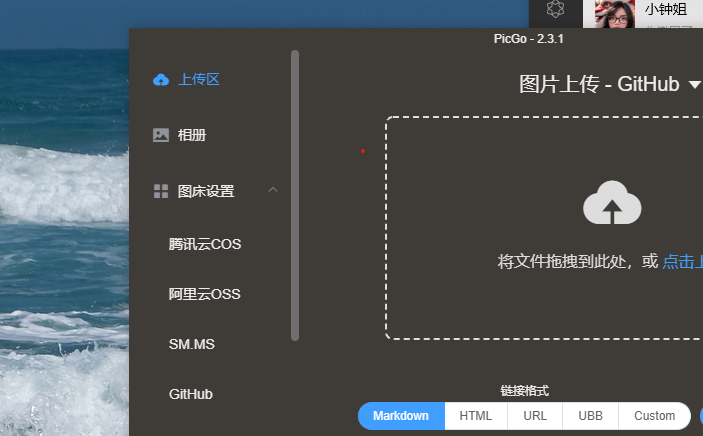 小钟姐
PicGo - 2.3.1
上传区
图片上传 - GitHub
相册
图床设置
腾讯云COS
将文件拖拽到此处，或 点击上
阿里云OSS
SM.MS
GitHub
链接格式
Markdown HTML URL UBB Custom